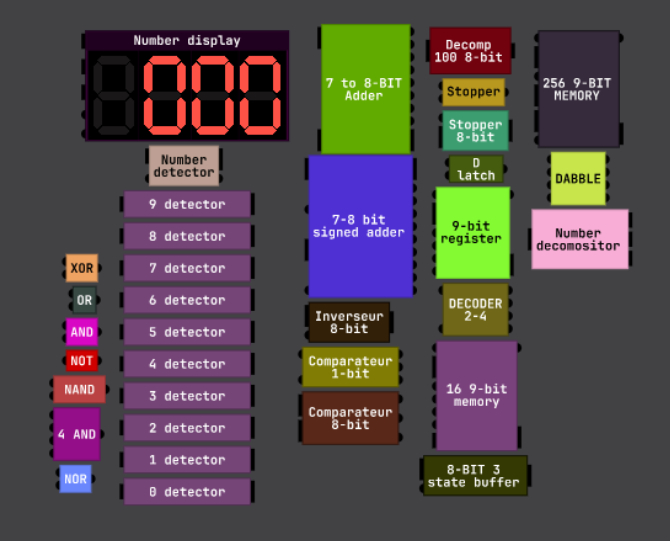 Number display
000
Number
detector
9 detector
8 detector
7 detector
6 detector
5 detector
4 detector
3 detector
2 detector
1 detector
0 detector
XOR
OR
AND
NOT
NAND
4 AND
NOR
7 to 8-BIT
Adder
7-8 bit
signed adder
Inverseur
8-bit
Comparateur
1-bit
Comparateur
8-bit
Decomp
100 8-bit
Stopper
Stopper
8-bit
D
latch
9-bit
register
DECODER
2-4
16 9-bit
memory
8-BIT 3
state buffer
256 9-BIT
MEMORY
DABBLE
Number
decomositor